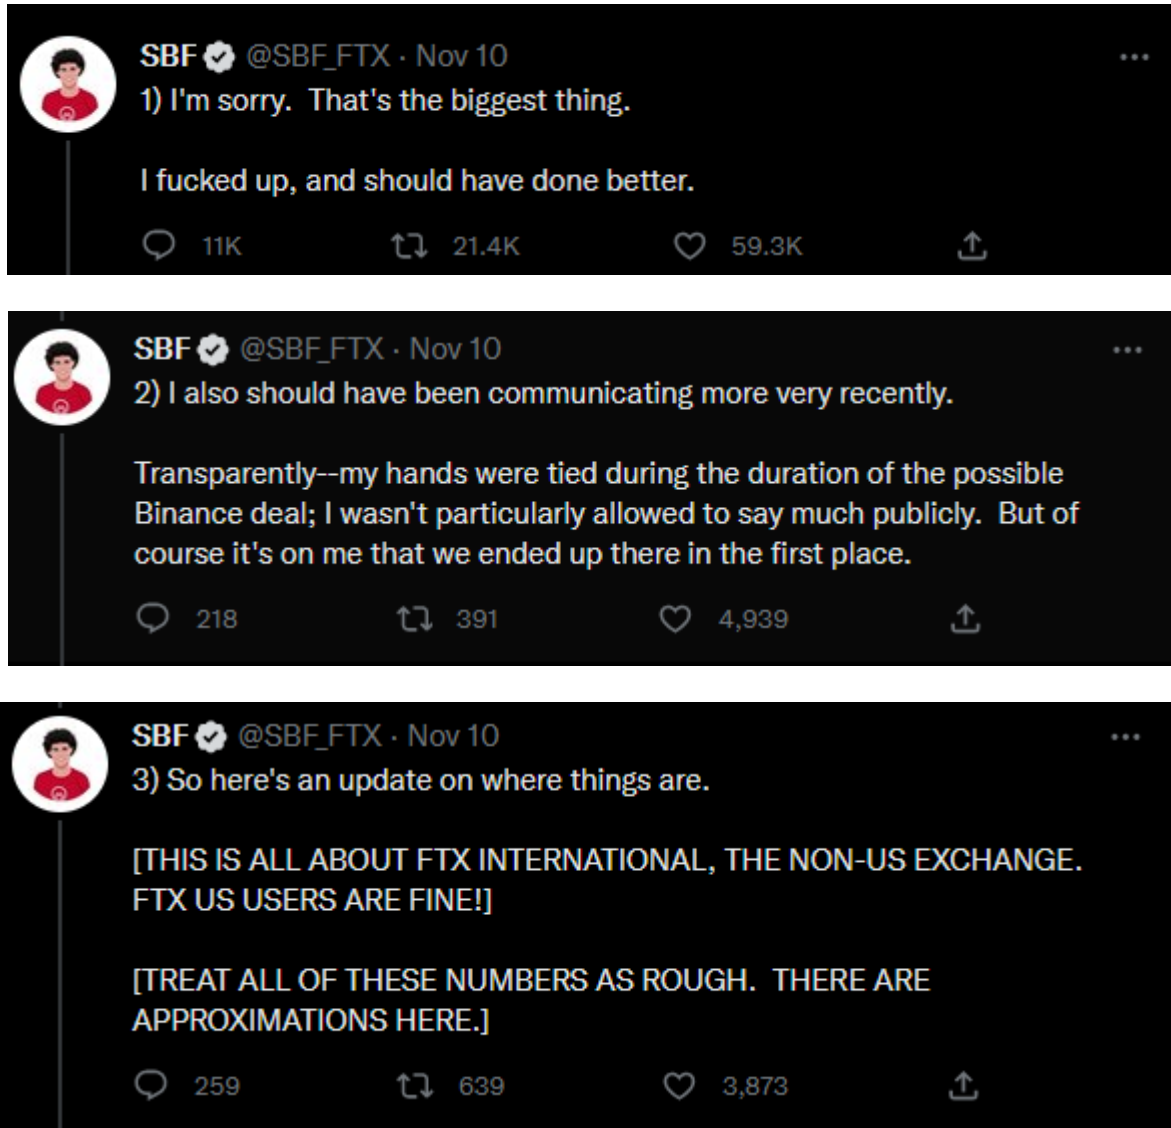 SBF @SBF_FTX · Nov 10
1) I'm sorry.  That's the biggest thing.
I fucked up, and should have done better.
11K 21.4K 59.3K
SBF @SBF_FTX · Nov 10
2) I also should have been communicating more very recently.
Transparently--my hands were tied during the duration of the possible
Binance deal; I wasn't particularly allowed to say much publicly.  But of
course it's on me that we ended up there in the first place.
218 391 4,939
SBF @SBF_FTX · Nov 10
3) So here's an update on where things are.
[THIS IS ALL ABOUT FTX INTERNATIONAL, THE NON-US EXCHANGE.
FTX US USERS ARE FINE!]
[TREAT ALL OF THESE NUMBERS AS ROUGH.  THERE ARE
APPROXIMATIONS HERE.]
259 639 3,873